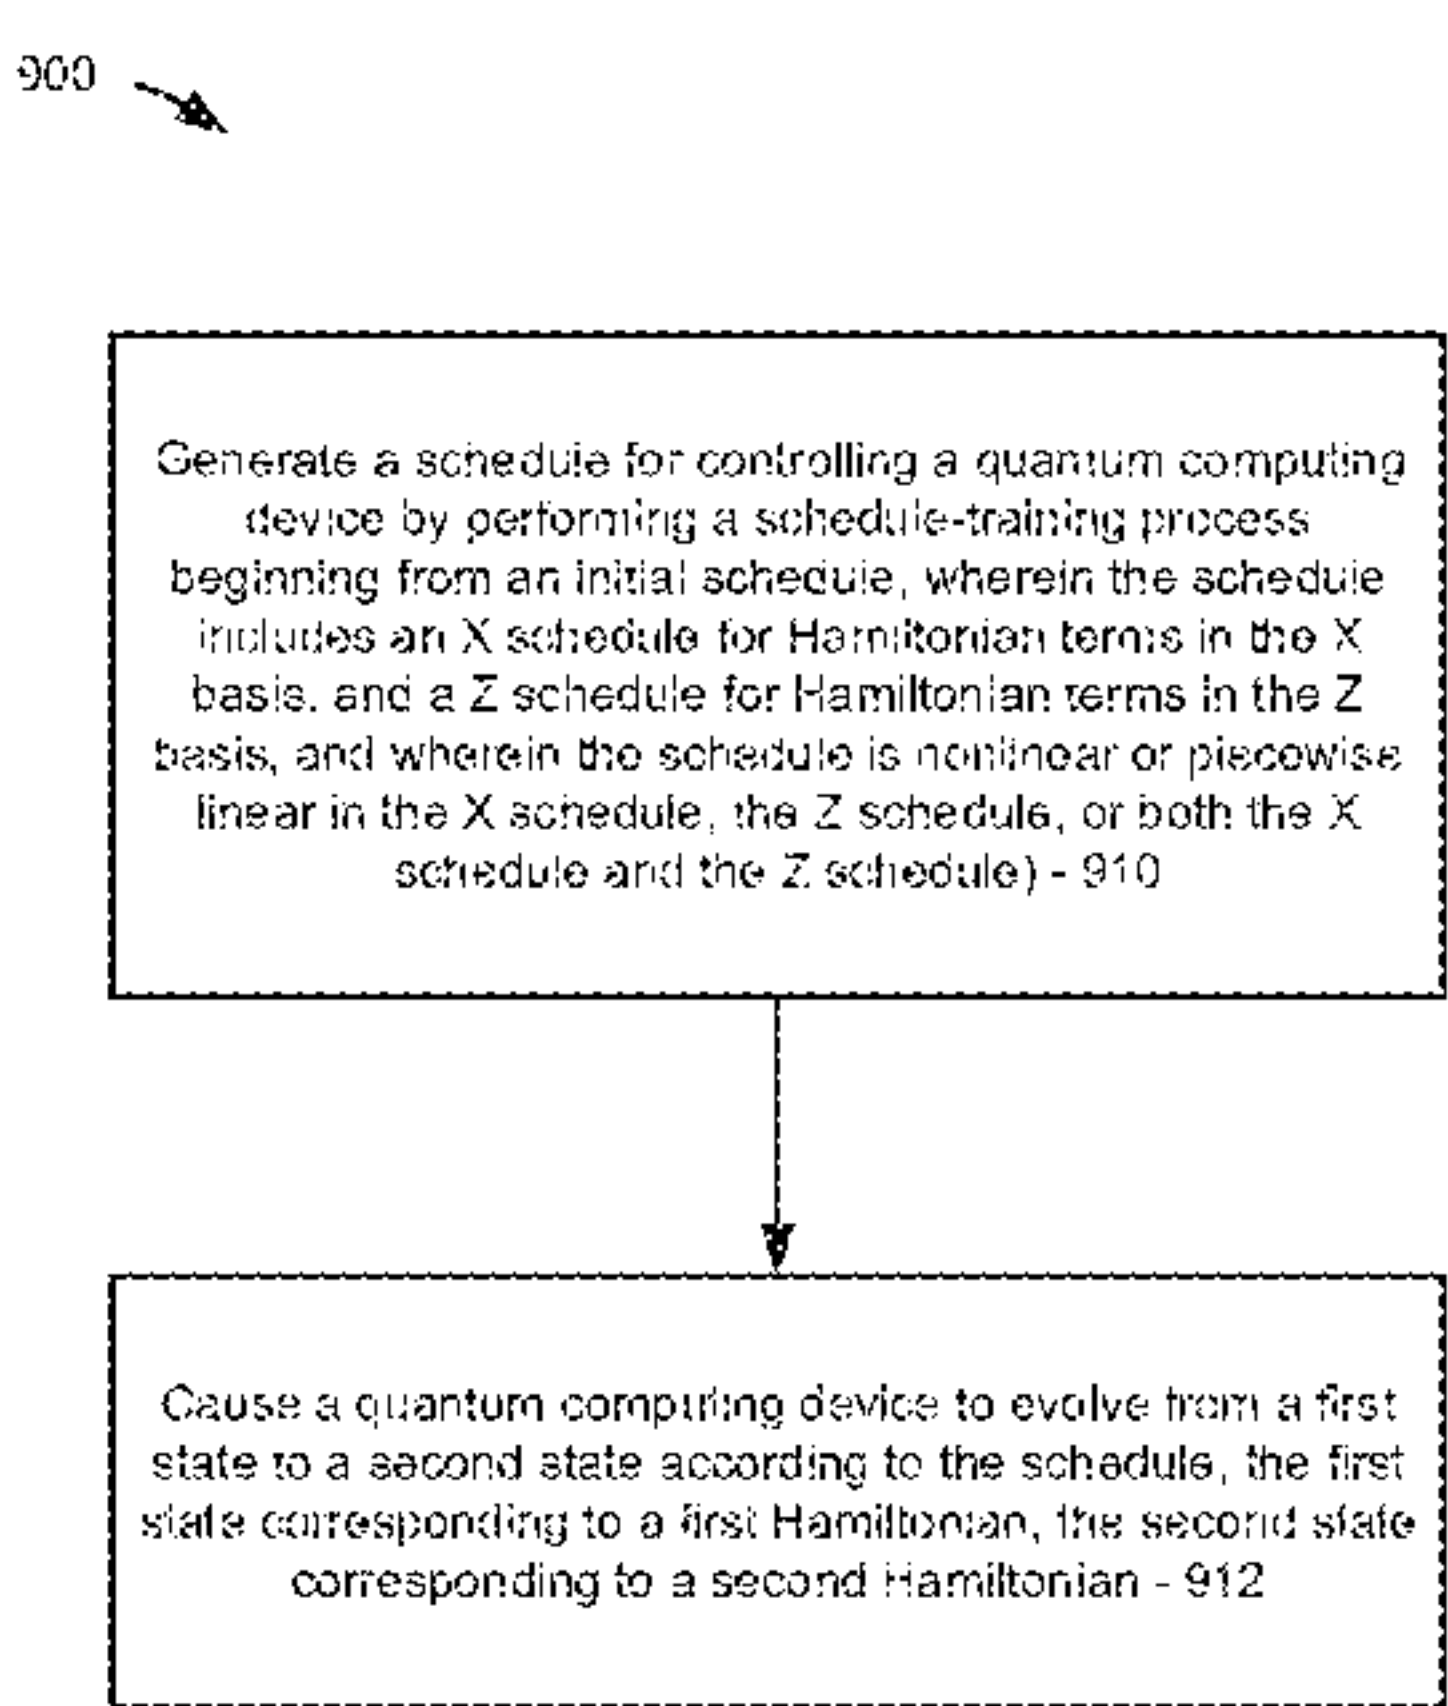 900
Generate a schedule for controlling a quantum computing
device by performing a schedule-training process
beginning from an initial schedule, wherein the schedule
includes an X schedule for Hamiltonian terms in the X
basis, and a Z schedule for Hamiltonian terms in the Z
basis, and wherein the schedule is nonlinear or piecewise
linear in the X schedule, the Z schedule, or both the X
schedule and the Z schedule) - 910
Cause a quantum computing device to evolve from a first
state to a second state according to the schedule, the first
state corresponding to a first Hamiltonian, the second state
corresponding to a second Hamiltonian - 912